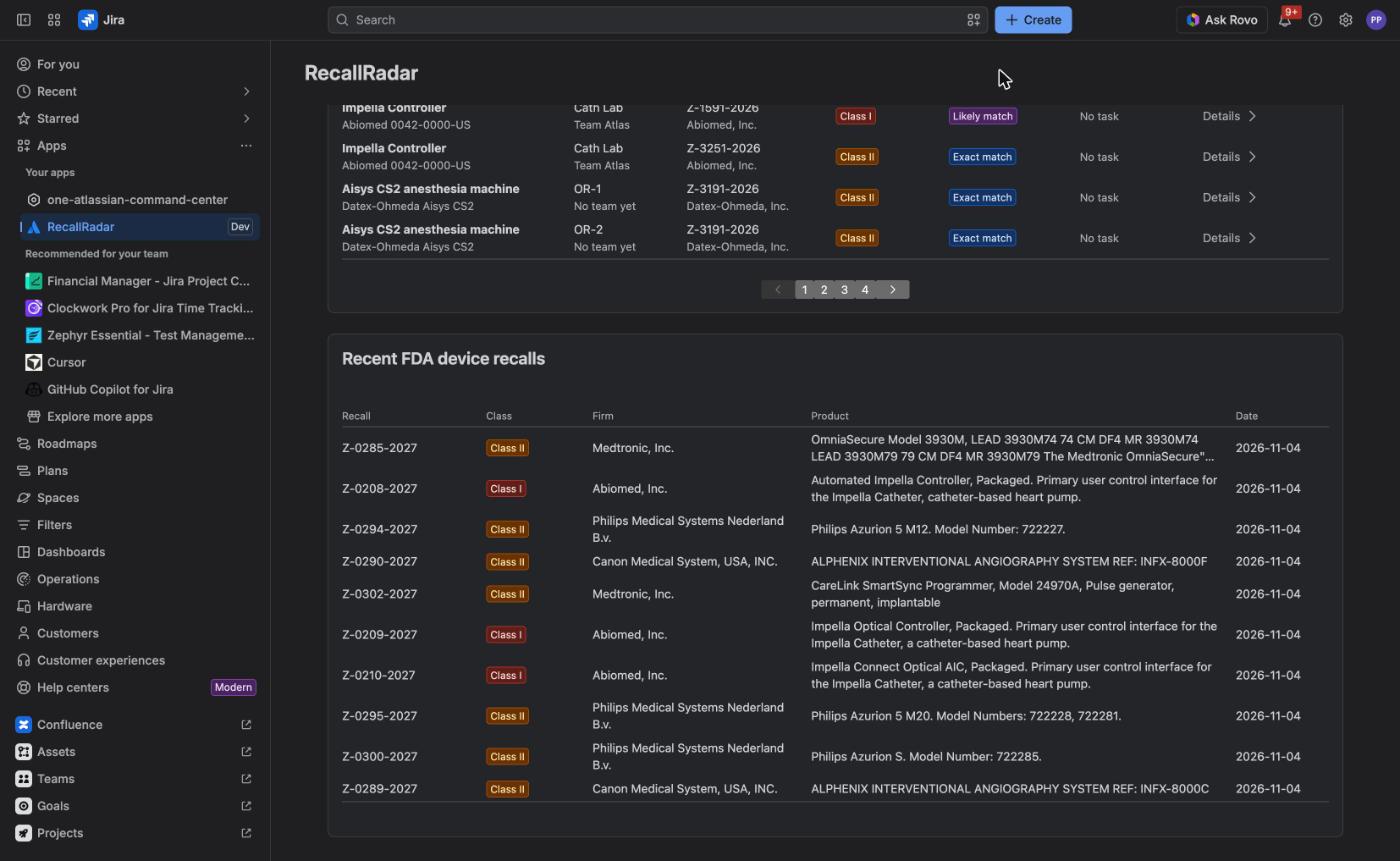 Jira
Search
+ Create
Ask Rovo
9+
PP
For you
Recent
Starred
Apps
Your apps
one-atlassian-command-center
RecallRadar
Dev
Recommended for your team
Financial Manager - Jira Project C...
Clockwork Pro for Jira Time Tracki...
Zephyr Essential - Test Manageme...
Cursor
GitHub Copilot for Jira
Explore more apps
Roadmaps
Plans
Spaces
Filters
Dashboards
Operations
Hardware
Customers
Customer experiences
Help centers
Modern
Confluence
Assets
Teams
Goals
Projects
RecallRadar
Impella Controller Cath Lab Z-1591-2026
Abiomed 0042-0000-US Team Atlas Abiomed, Inc. Class I Likely match No task Details
Impella Controller Cath Lab Z-3251-2026
Abiomed 0042-0000-US Team Atlas Abiomed, Inc. Class II Exact match No task Details
Aisys CS2 anesthesia machine OR-1 Z-3191-2026
Datex-Ohmeda Aisys CS2 No team yet Datex-Ohmeda, Inc. Class II Exact match No task Details
Aisys CS2 anesthesia machine OR-2 Z-3191-2026
Datex-Ohmeda Aisys CS2 No team yet Datex-Ohmeda, Inc. Class II Exact match No task Details
1 2 3 4
Recent FDA device recalls
Recall Class Firm Product Date
Z-0285-2027 Class II Medtronic, Inc. OmniaSecure Model 3930M, LEAD 3930M74 74 CM DF4 MR 3930M74
LEAD 3930M79 79 CM DF4 MR 3930M79 The Medtronic OmniaSecure"... 2026-11-04
Z-0208-2027 Class I Abiomed, Inc. Automated Impella Controller, Packaged. Primary user control interface for
the Impella Catheter, catheter-based heart pump. 2026-11-04
Z-0294-2027 Class II Philips Medical Systems Nederland
B.v. Philips Azurion 5 M12. Model Number: 722227. 2026-11-04
Z-0290-2027 Class II Canon Medical System, USA, INC. ALPHENIX INTERVENTIONAL ANGIOGRAPHY SYSTEM REF: INFX-8000F 2026-11-04
Z-0302-2027 Class II Medtronic, Inc. CareLink SmartSync Programmer, Model 24970A, Pulse generator,
permanent, implantable 2026-11-04
Z-0209-2027 Class I Abiomed, Inc. Impella Optical Controller, Packaged. Primary user control interface for the
Impella Catheter, a catheter-based heart pump. 2026-11-04
Z-0210-2027 Class I Abiomed, Inc. Impella Connect Optical AIC, Packaged. Primary user control interface for
the Impella Catheter, a catheter-based heart pump. 2026-11-04
Z-0295-2027 Class II Philips Medical Systems Nederland
B.v. Philips Azurion 5 M20. Model Numbers: 722228, 722281. 2026-11-04
Z-0300-2027 Class II Philips Medical Systems Nederland
B.v. Philips Azurion S. Model Number: 722285. 2026-11-04
Z-0289-2027 Class II Canon Medical System, USA, INC. ALPHENIX INTERVENTIONAL ANGIOGRAPHY SYSTEM REF: INFX-8000C 2026-11-04